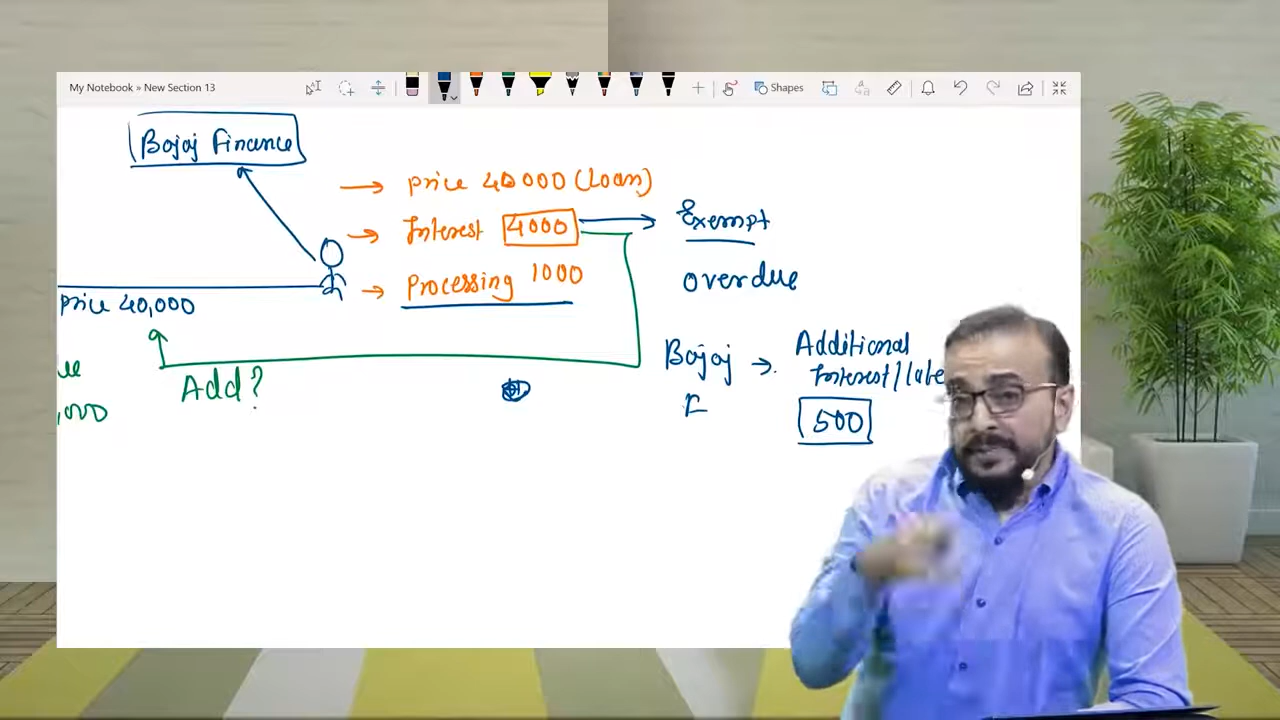 My Notebook » New Section 13
Shapes
Bajaj Finance
Price 40000 (Loan)
Interest 4000
Exempt
Processing 1000
overdue
Price 40,000
Add?
,000
Bajaj → Additional
Interest / late
500